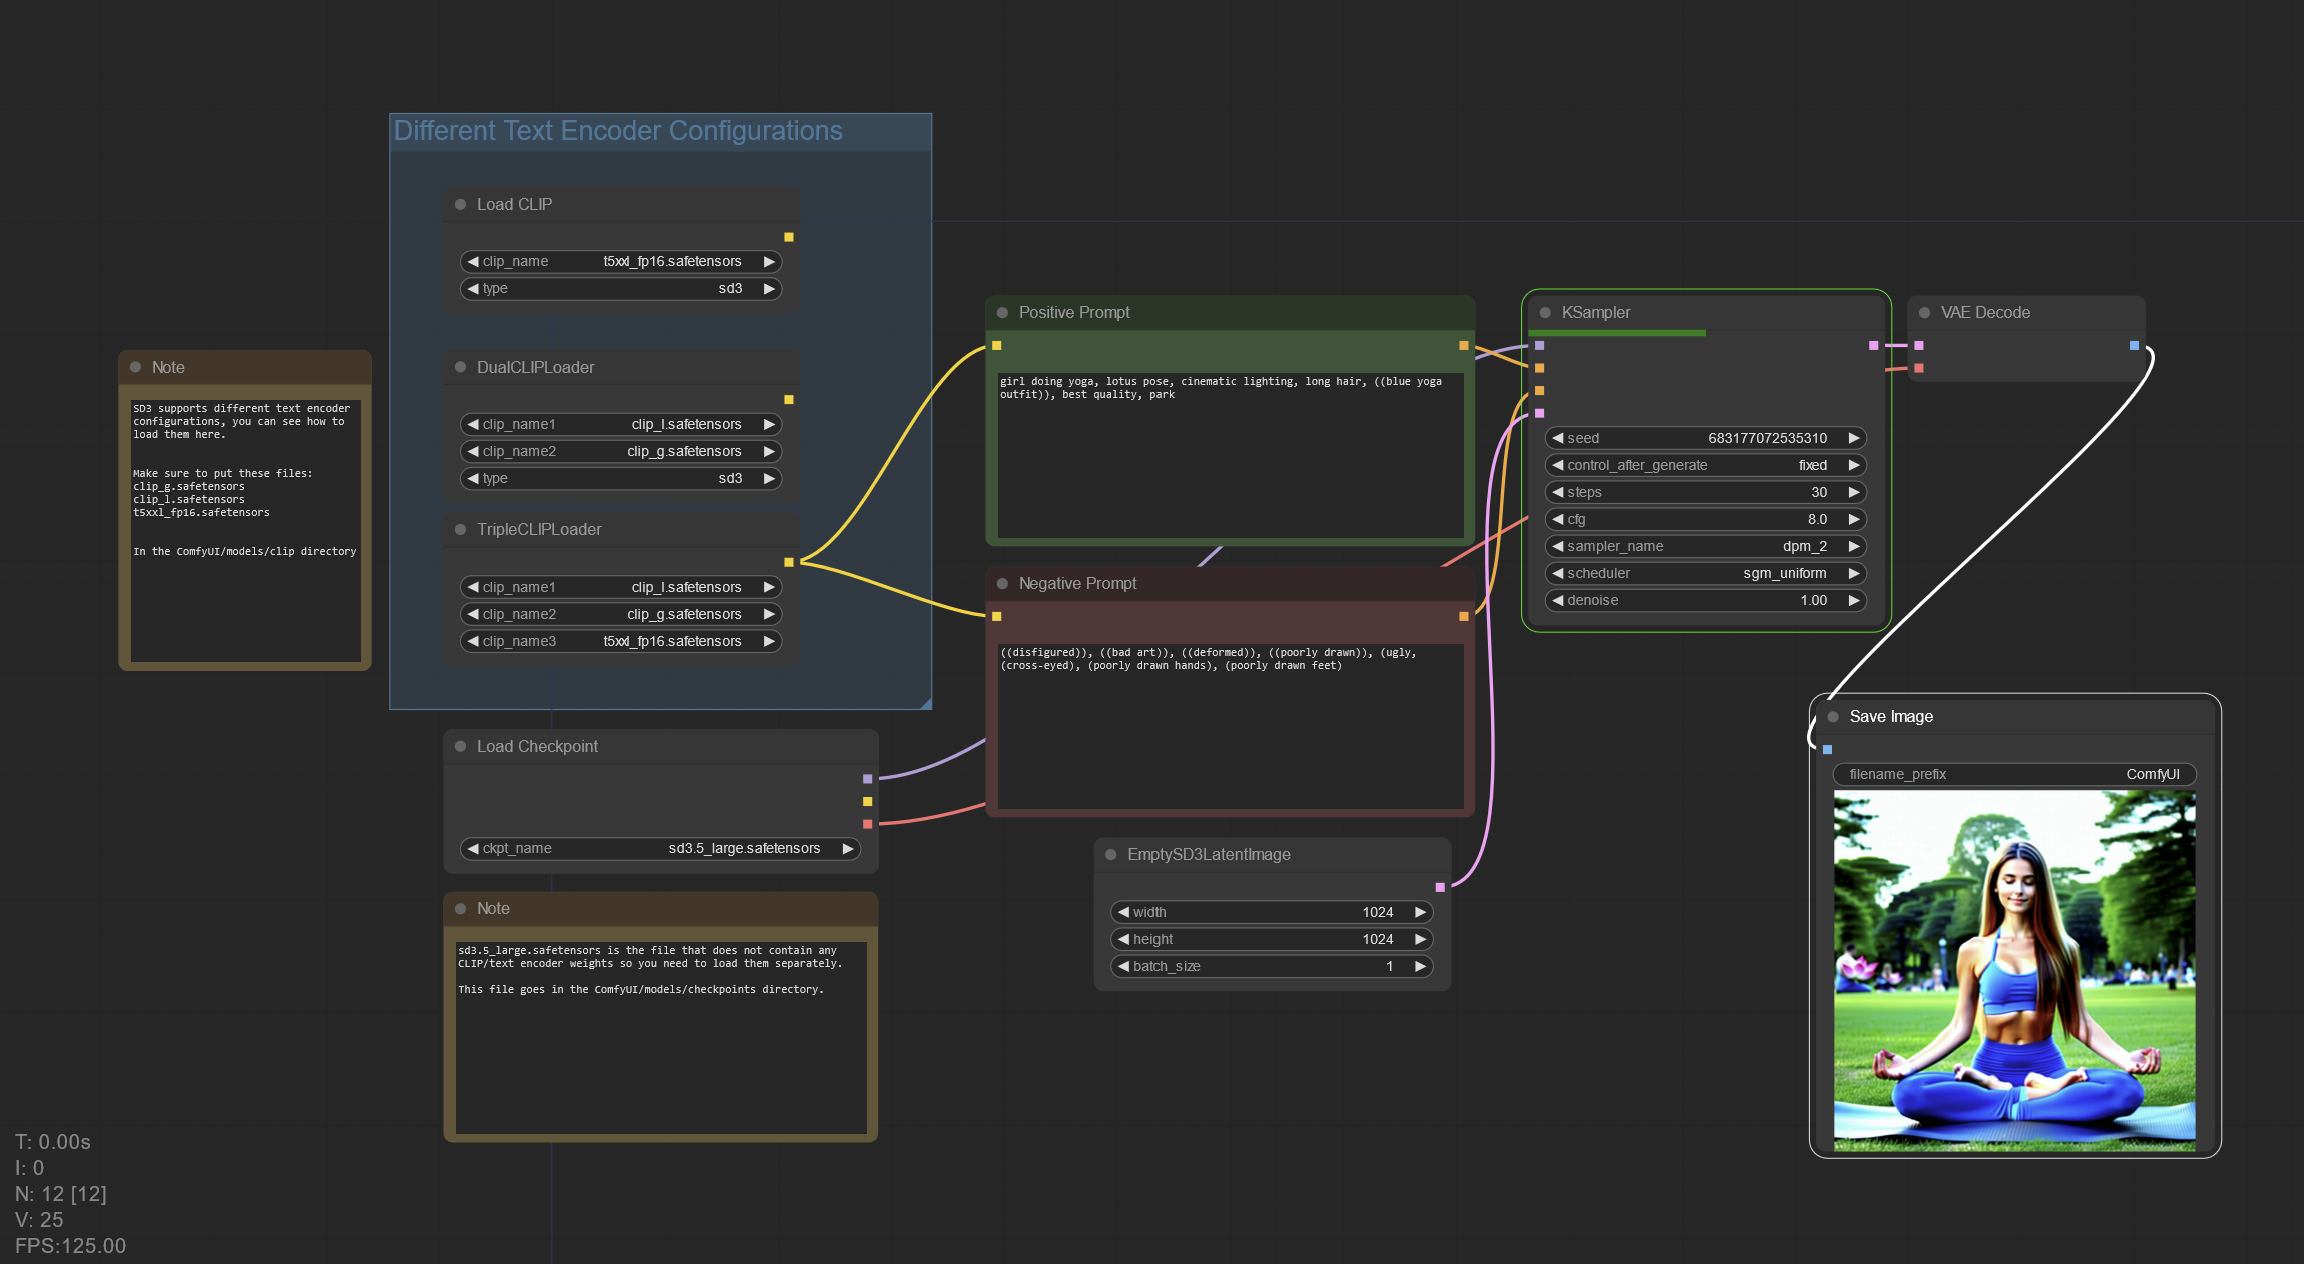 Different Text Encoder Configurations
Load CLIP
clip_name t5xxl_fp16.safetensors
type sd3
DualCLIPLoader
clip_name1 clip_l.safetensors
clip_name2 clip_g.safetensors
type sd3
TripleCLIPLoader
clip_name1 clip_l.safetensors
clip_name2 clip_g.safetensors
clip_name3 t5xxl_fp16.safetensors
Note
SD3 supports different text encoder
configurations, you can see how to
load them here.
Make sure to put these files:
clip_g.safetensors
clip_l.safetensors
t5xxl_fp16.safetensors
In the ComfyUI/models/clip directory
Load Checkpoint
ckpt_name sd3.5_large.safetensors
Note
sd3.5_large.safetensors is the file that does not contain any
CLIP/text encoder weights so you need to load them separately.
This file goes in the ComfyUI/models/checkpoints directory.
Positive Prompt
girl doing yoga, lotus pose, cinematic lighting, long hair, ((blue yoga
outfit)), best quality, park
Negative Prompt
((disfigured)), ((bad art)), ((deformed)), ((poorly drawn)), (ugly,
(cross-eyed), (poorly drawn hands), (poorly drawn feet)
EmptySD3LatentImage
width 1024
height 1024
batch_size 1
KSampler
seed 683177072535310
control_after_generate fixed
steps 30
cfg 8.0
sampler_name dpm_2
scheduler sgm_uniform
denoise 1.00
VAE Decode
Save Image
filename_prefix ComfyUI
T: 0.00s
I: 0
N: 12 [12]
V: 25
FPS:125.00